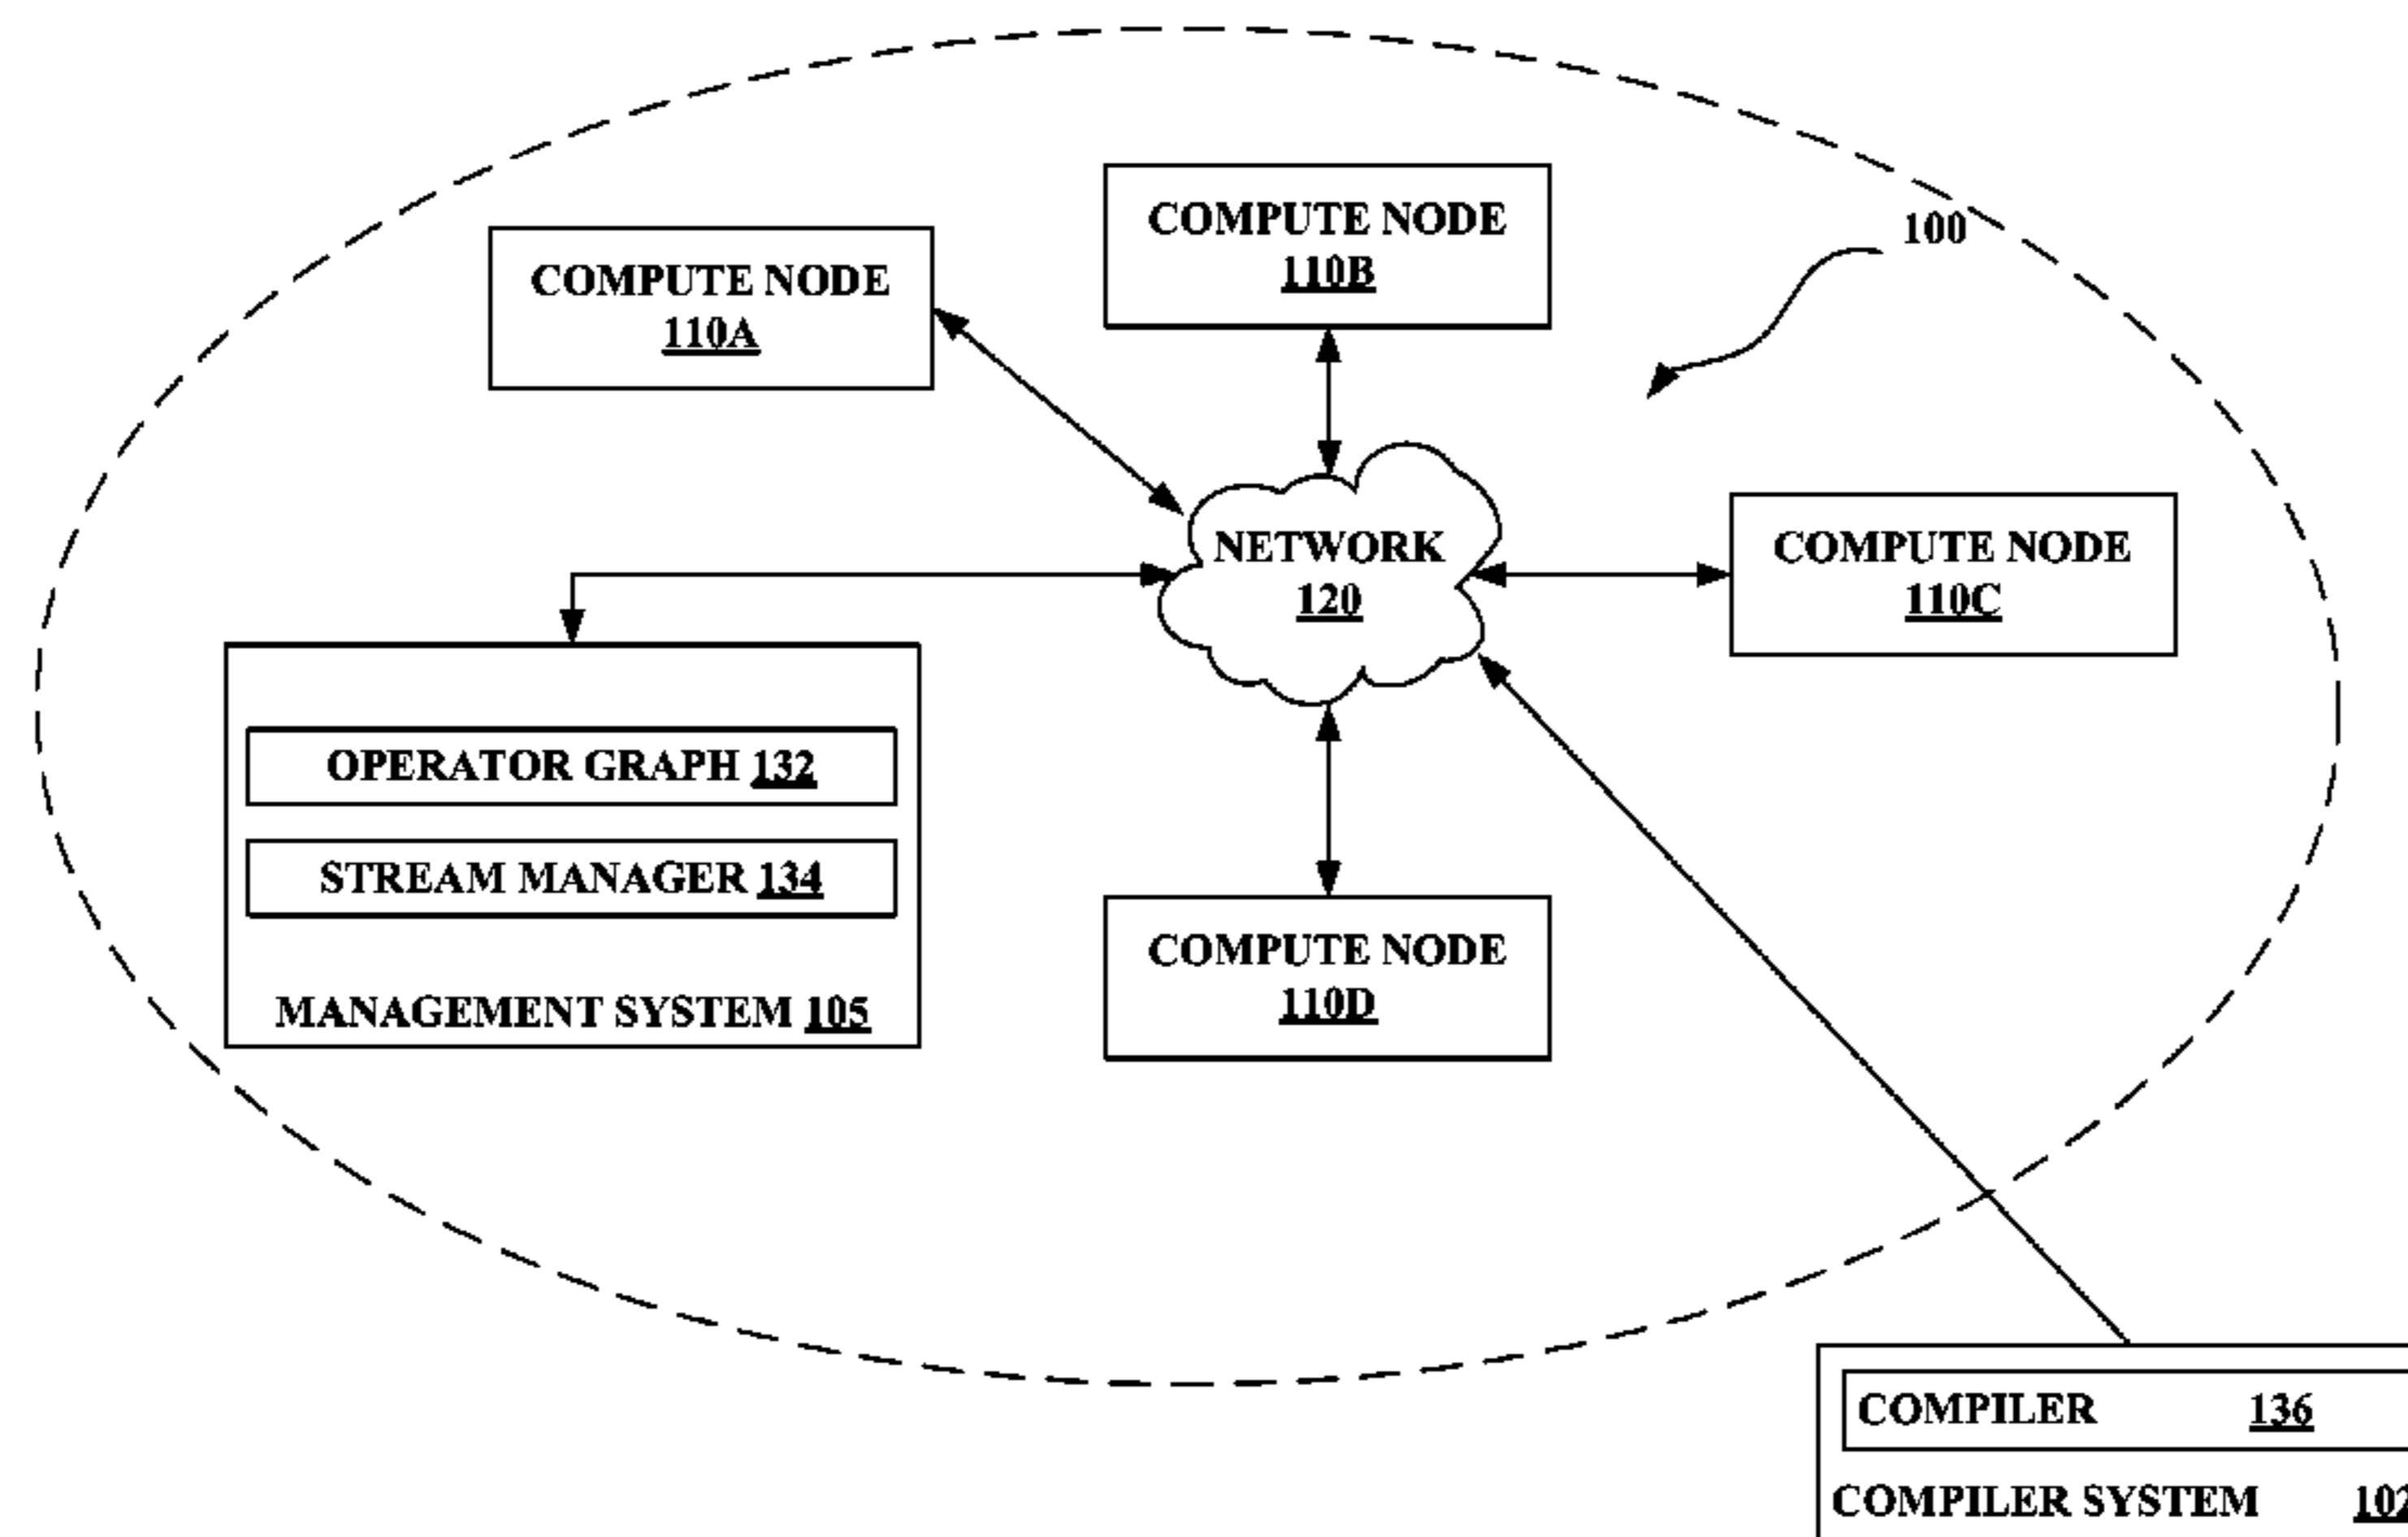 COMPUTE NODE
110B
100
COMPUTE NODE
110A
NETWORK
120
COMPUTE NODE
110C
OPERATOR GRAPH 132
STREAM MANAGER 134
MANAGEMENT SYSTEM 105
COMPUTE NODE
110D
COMPILER 136
COMPILER SYSTEM 102